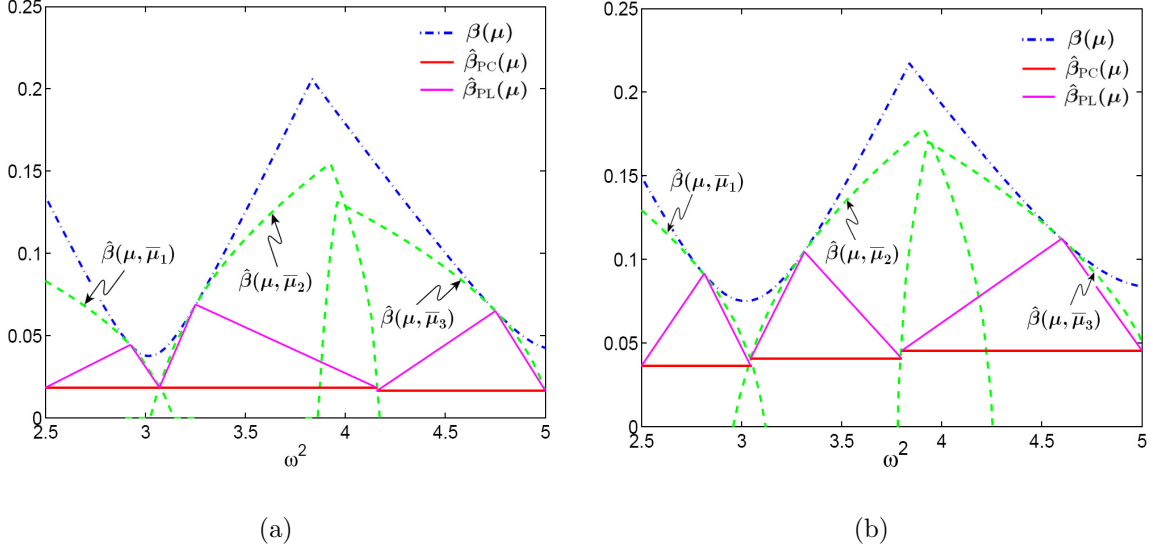 0.25
0.2
0.15
0.1
0.05
0
2.5 3 3.5 4 4.5 5
ω²
β(μ)
β̂PC(μ)
β̂PL(μ)
β̂(μ, μ̅₁)
β̂(μ, μ̅₂)
β̂(μ, μ̅₃)
(a)
0.25
0.2
0.15
0.1
0.05
0
2.5 3 3.5 4 4.5 5
ω²
β(μ)
β̂PC(μ)
β̂PL(μ)
β̂(μ, μ̅₁)
β̂(μ, μ̅₂)
β̂(μ, μ̅₃)
(b)